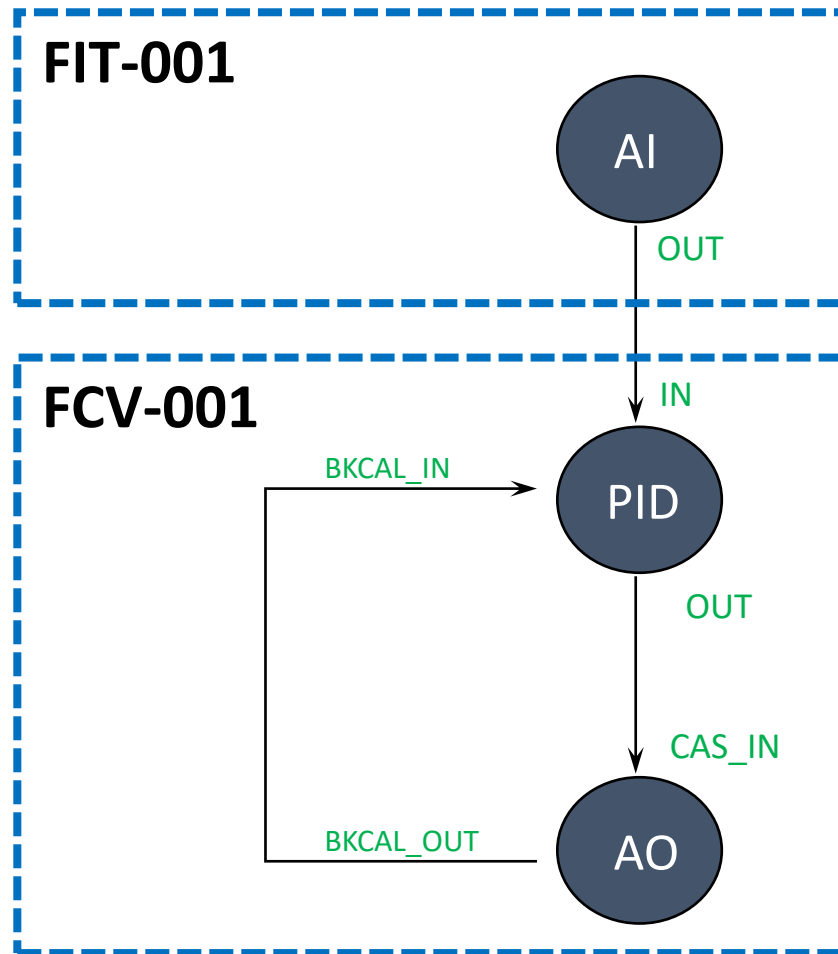 FIT-001
AI
OUT
IN
FCV-001
BKCAL_IN
PID
OUT
CAS_IN
BKCAL_OUT
AO